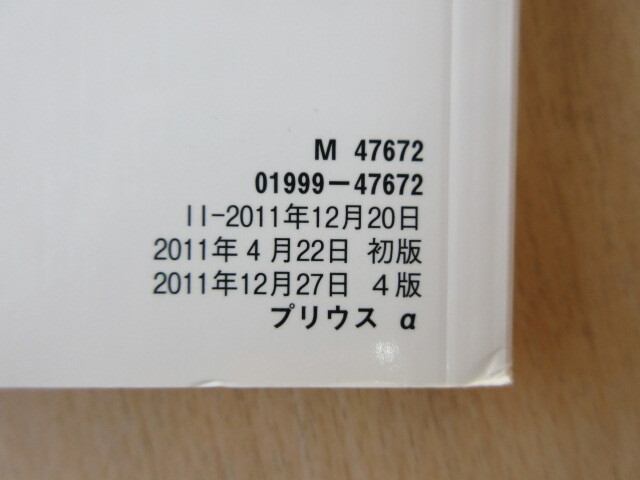 M 47672
01999-47672
II-2011年12月20日
2011年 4 月22日 初版
2011年12月27日 4 版
プリウス α